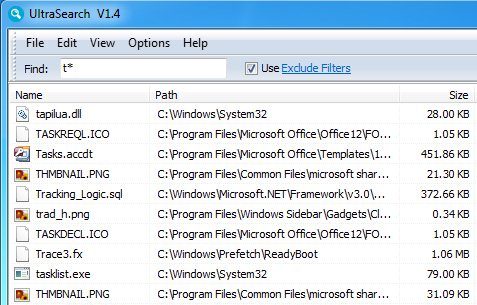 UltraSearch V1.4
File Edit View Options Help
Find: t* Use Exclude Filters
Name Path Size
tapilua.dll C:\Windows\System32 28.00 KB
TASKREQL.ICO C:\Program Files\Microsoft Office\Office12\FO... 1.05 KB
Tasks.accdt C:\Program Files\Microsoft Office\Templates\1... 451.86 KB
THMBNAIL.PNG C:\Program Files\Common Files\microsoft shar... 21.30 KB
Tracking_Logic.sql C:\Windows\Microsoft.NET\Framework\v3.0\... 372.66 KB
trad_h.png C:\Program Files\Windows Sidebar\Gadgets\Cl... 0.34 KB
TASKDECL.ICO C:\Program Files\Microsoft Office\Office12\FO... 1.05 KB
Trace3.fx C:\Windows\Prefetch\ReadyBoot 1.06 MB
tasklist.exe C:\Windows\System32 79.00 KB
THMBNAIL.PNG C:\Program Files\Common Files\microsoft shar... 31.09 KB